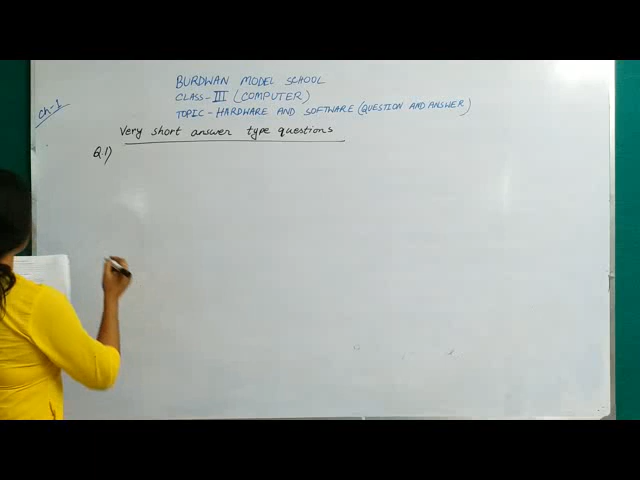 BURDWAN MODEL SCHOOL
CLASS-III (COMPUTER)
Ch-1
TOPIC-HARDWARE AND SOFTWARE (QUESTION AND ANSWER)
Very short answer type questions
Q.1)